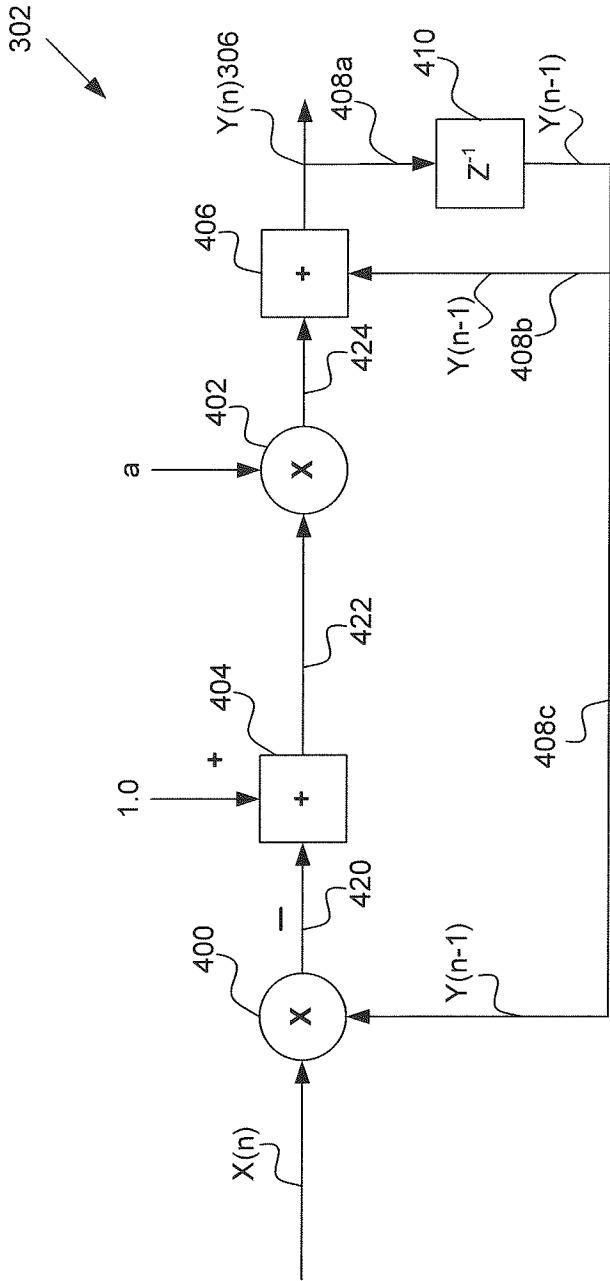 302
X(n)
400
X
420
–
Y(n-1)
1.0
+
404
+
422
a
402
X
424
406
+
Y(n)306
408a
410
Z⁻¹
Y(n-1)
Y(n-1)
408b
408c